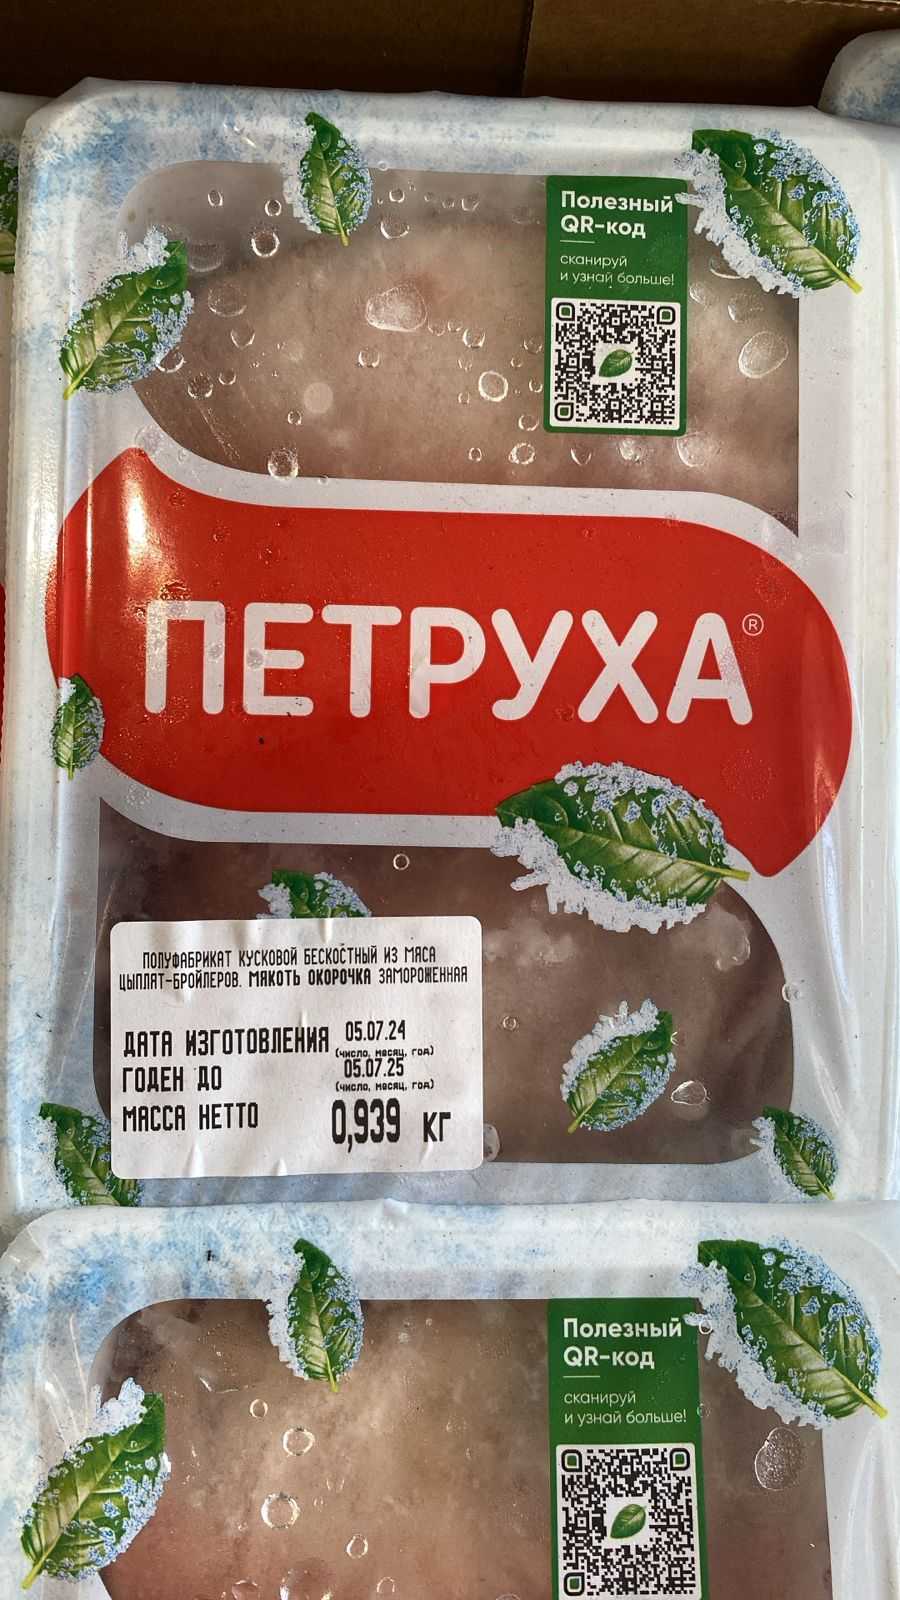 Полезный
QR-код
сканируй
и узнай больше!
ПЕТРУХА®
ПОЛУФАБРИКАТ КУСКОВОЙ БЕСКОСТНЫЙ ИЗ МЯСА
ЦЫПЛЯТ-БРОЙЛЕРОВ. МЯКОТЬ ОКОРОЧКА ЗАМОРОЖЕННАЯ
ДАТА ИЗГОТОВЛЕНИЯ 05.07.24
(число, месяц, год)
ГОДЕН ДО 05.07.25
(число, месяц, год)
МАССА НЕТТО 0,939 КГ
Полезный
QR-код
сканируй
и узнай больше!